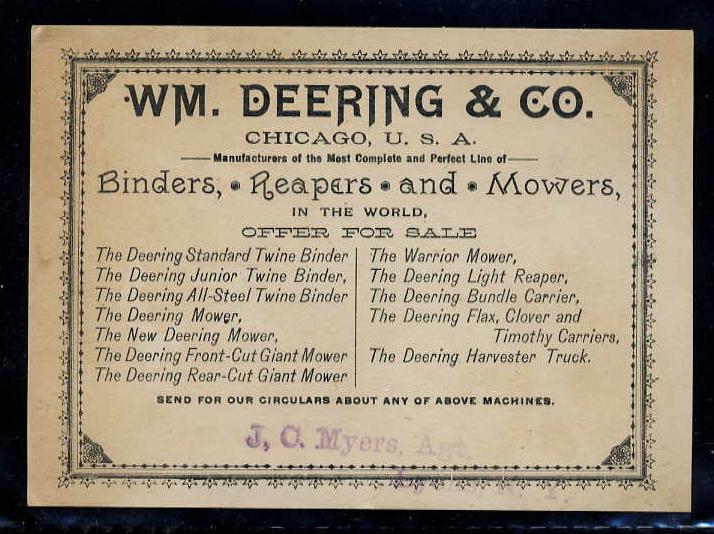 WM. DEERING & CO.
CHICAGO, U. S. A.
Manufacturers of the Most Complete and Perfect Line of
Binders, • Reapers • and • Mowers,
IN THE WORLD,
OFFER FOR SALE
The Deering Standard Twine Binder
The Deering Junior Twine Binder,
The Deering All-Steel Twine Binder
The Deering Mower,
The New Deering Mower,
The Deering Front-Cut Giant Mower
The Deering Rear-Cut Giant Mower
The Warrior Mower,
The Deering Light Reaper,
The Deering Bundle Carrier,
The Deering Flax, Clover and
Timothy Carriers,
The Deering Harvester Truck.
SEND FOR OUR CIRCULARS ABOUT ANY OF ABOVE MACHINES.
J. C. Myers, Agt.